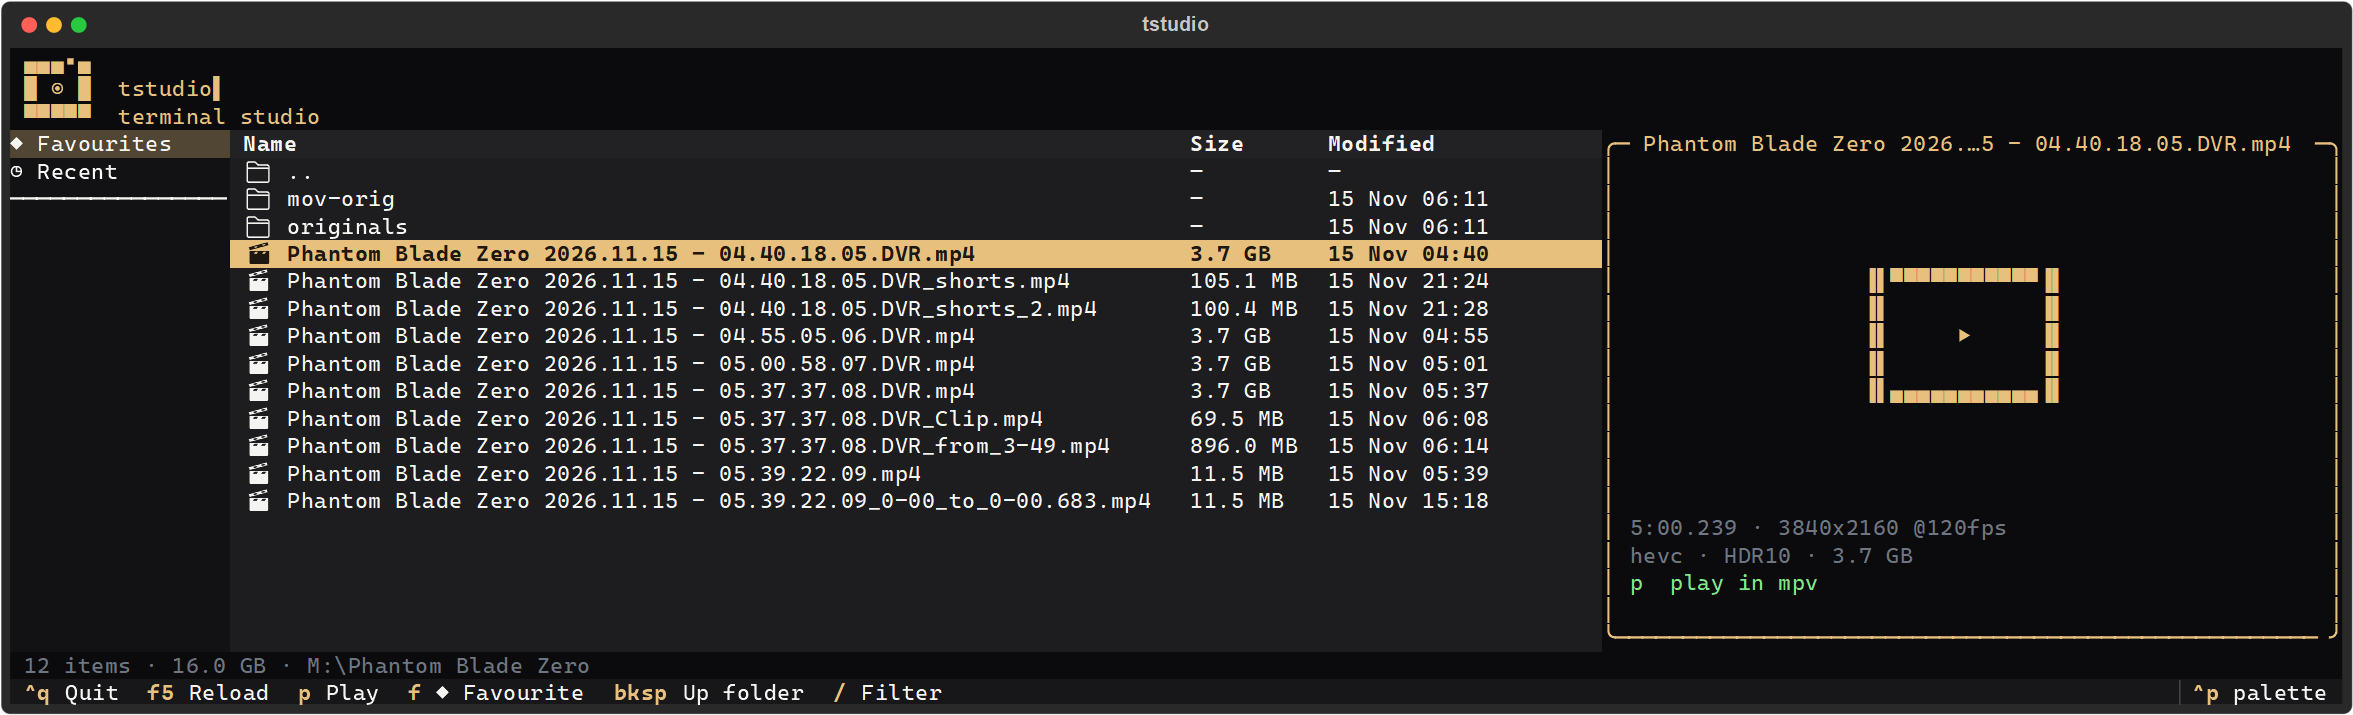 tstudio
tstudio
terminal studio
◆ Favourites
Recent
Name Size Modified
.. – –
mov-orig – 15 Nov 06:11
originals – 15 Nov 06:11
Phantom Blade Zero 2026.11.15 - 04.40.18.05.DVR.mp4 3.7 GB 15 Nov 04:40
Phantom Blade Zero 2026.11.15 - 04.40.18.05.DVR_shorts.mp4 105.1 MB 15 Nov 21:24
Phantom Blade Zero 2026.11.15 - 04.40.18.05.DVR_shorts_2.mp4 100.4 MB 15 Nov 21:28
Phantom Blade Zero 2026.11.15 - 04.55.05.06.DVR.mp4 3.7 GB 15 Nov 04:55
Phantom Blade Zero 2026.11.15 - 05.00.58.07.DVR.mp4 3.7 GB 15 Nov 05:01
Phantom Blade Zero 2026.11.15 - 05.37.37.08.DVR.mp4 3.7 GB 15 Nov 05:37
Phantom Blade Zero 2026.11.15 - 05.37.37.08.DVR_Clip.mp4 69.5 MB 15 Nov 06:08
Phantom Blade Zero 2026.11.15 - 05.37.37.08.DVR_from_3-49.mp4 896.0 MB 15 Nov 06:14
Phantom Blade Zero 2026.11.15 - 05.39.22.09.mp4 11.5 MB 15 Nov 05:39
Phantom Blade Zero 2026.11.15 - 05.39.22.09_0-00_to_0-00.683.mp4 11.5 MB 15 Nov 15:18
Phantom Blade Zero 2026.…5 - 04.40.18.05.DVR.mp4
5:00.239 · 3840x2160 @120fps
hevc · HDR10 · 3.7 GB
p play in mpv
12 items · 16.0 GB · M:\Phantom Blade Zero
^q Quit f5 Reload p Play f ◆ Favourite bksp Up folder / Filter ^p palette